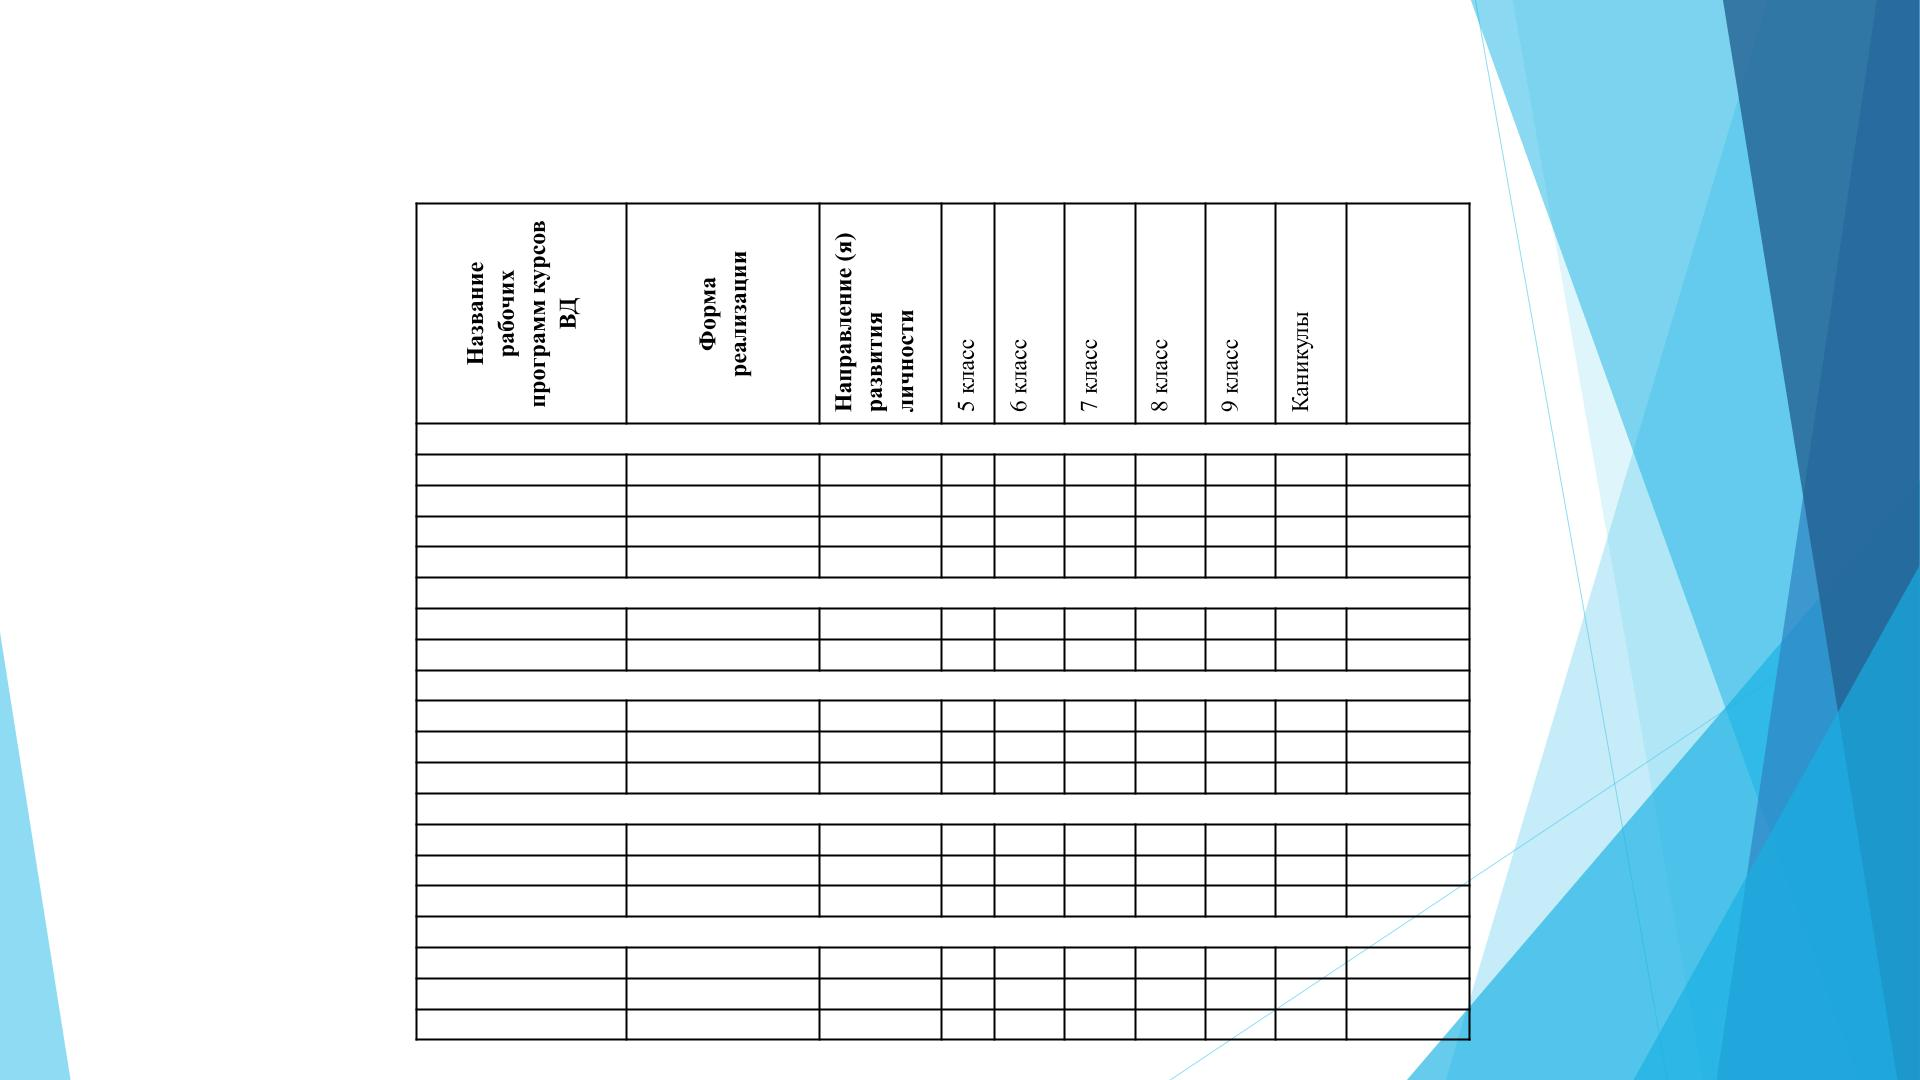 Название
рабочих
программ курсов
ВД
Форма
реализации
Направление (я)
развития
личности
5 класс
6 класс
7 класс
8 класс
9 класс
Каникулы